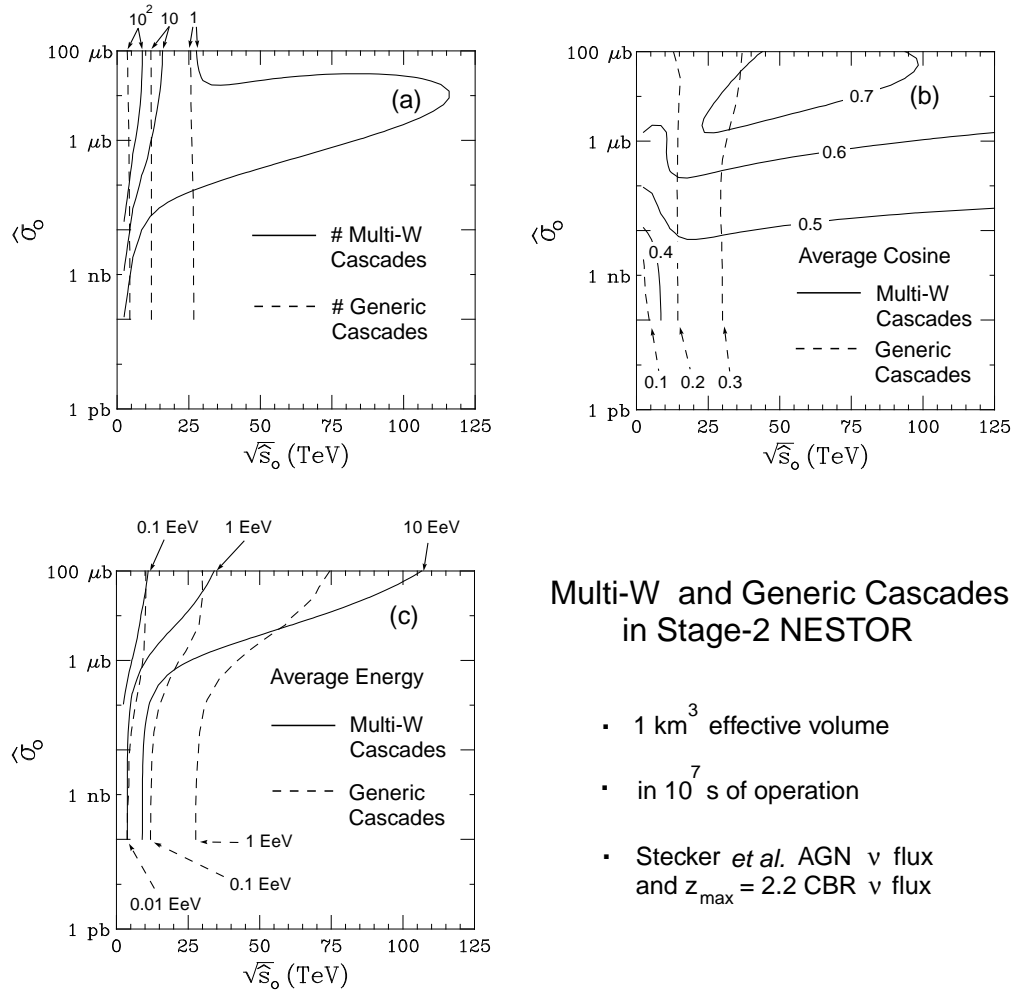 10² 10 1
100 μb
1 μb
1 nb
1 pb
σ̂ₒ
(a)
# Multi-W
Cascades
# Generic
Cascades
0 25 50 75 100 125
√ŝₒ (TeV)
100 μb
1 μb
1 nb
1 pb
σ̂ₒ
(b)
0.7
0.6
0.5
0.4
Average Cosine
Multi-W
Cascades
Generic
Cascades
0.1 0.2 0.3
0 25 50 75 100 125
√ŝₒ (TeV)
0.1 EeV 1 EeV 10 EeV
100 μb
1 μb
1 nb
1 pb
σ̂ₒ
(c)
Average Energy
Multi-W
Cascades
Generic
Cascades
1 EeV
0.1 EeV
0.01 EeV
0 25 50 75 100 125
√ŝₒ (TeV)
Multi-W and Generic Cascades
in Stage-2 NESTOR
· 1 km³ effective volume
· in 10⁷ s of operation
· Stecker et al. AGN ν flux
and z_max = 2.2 CBR ν flux